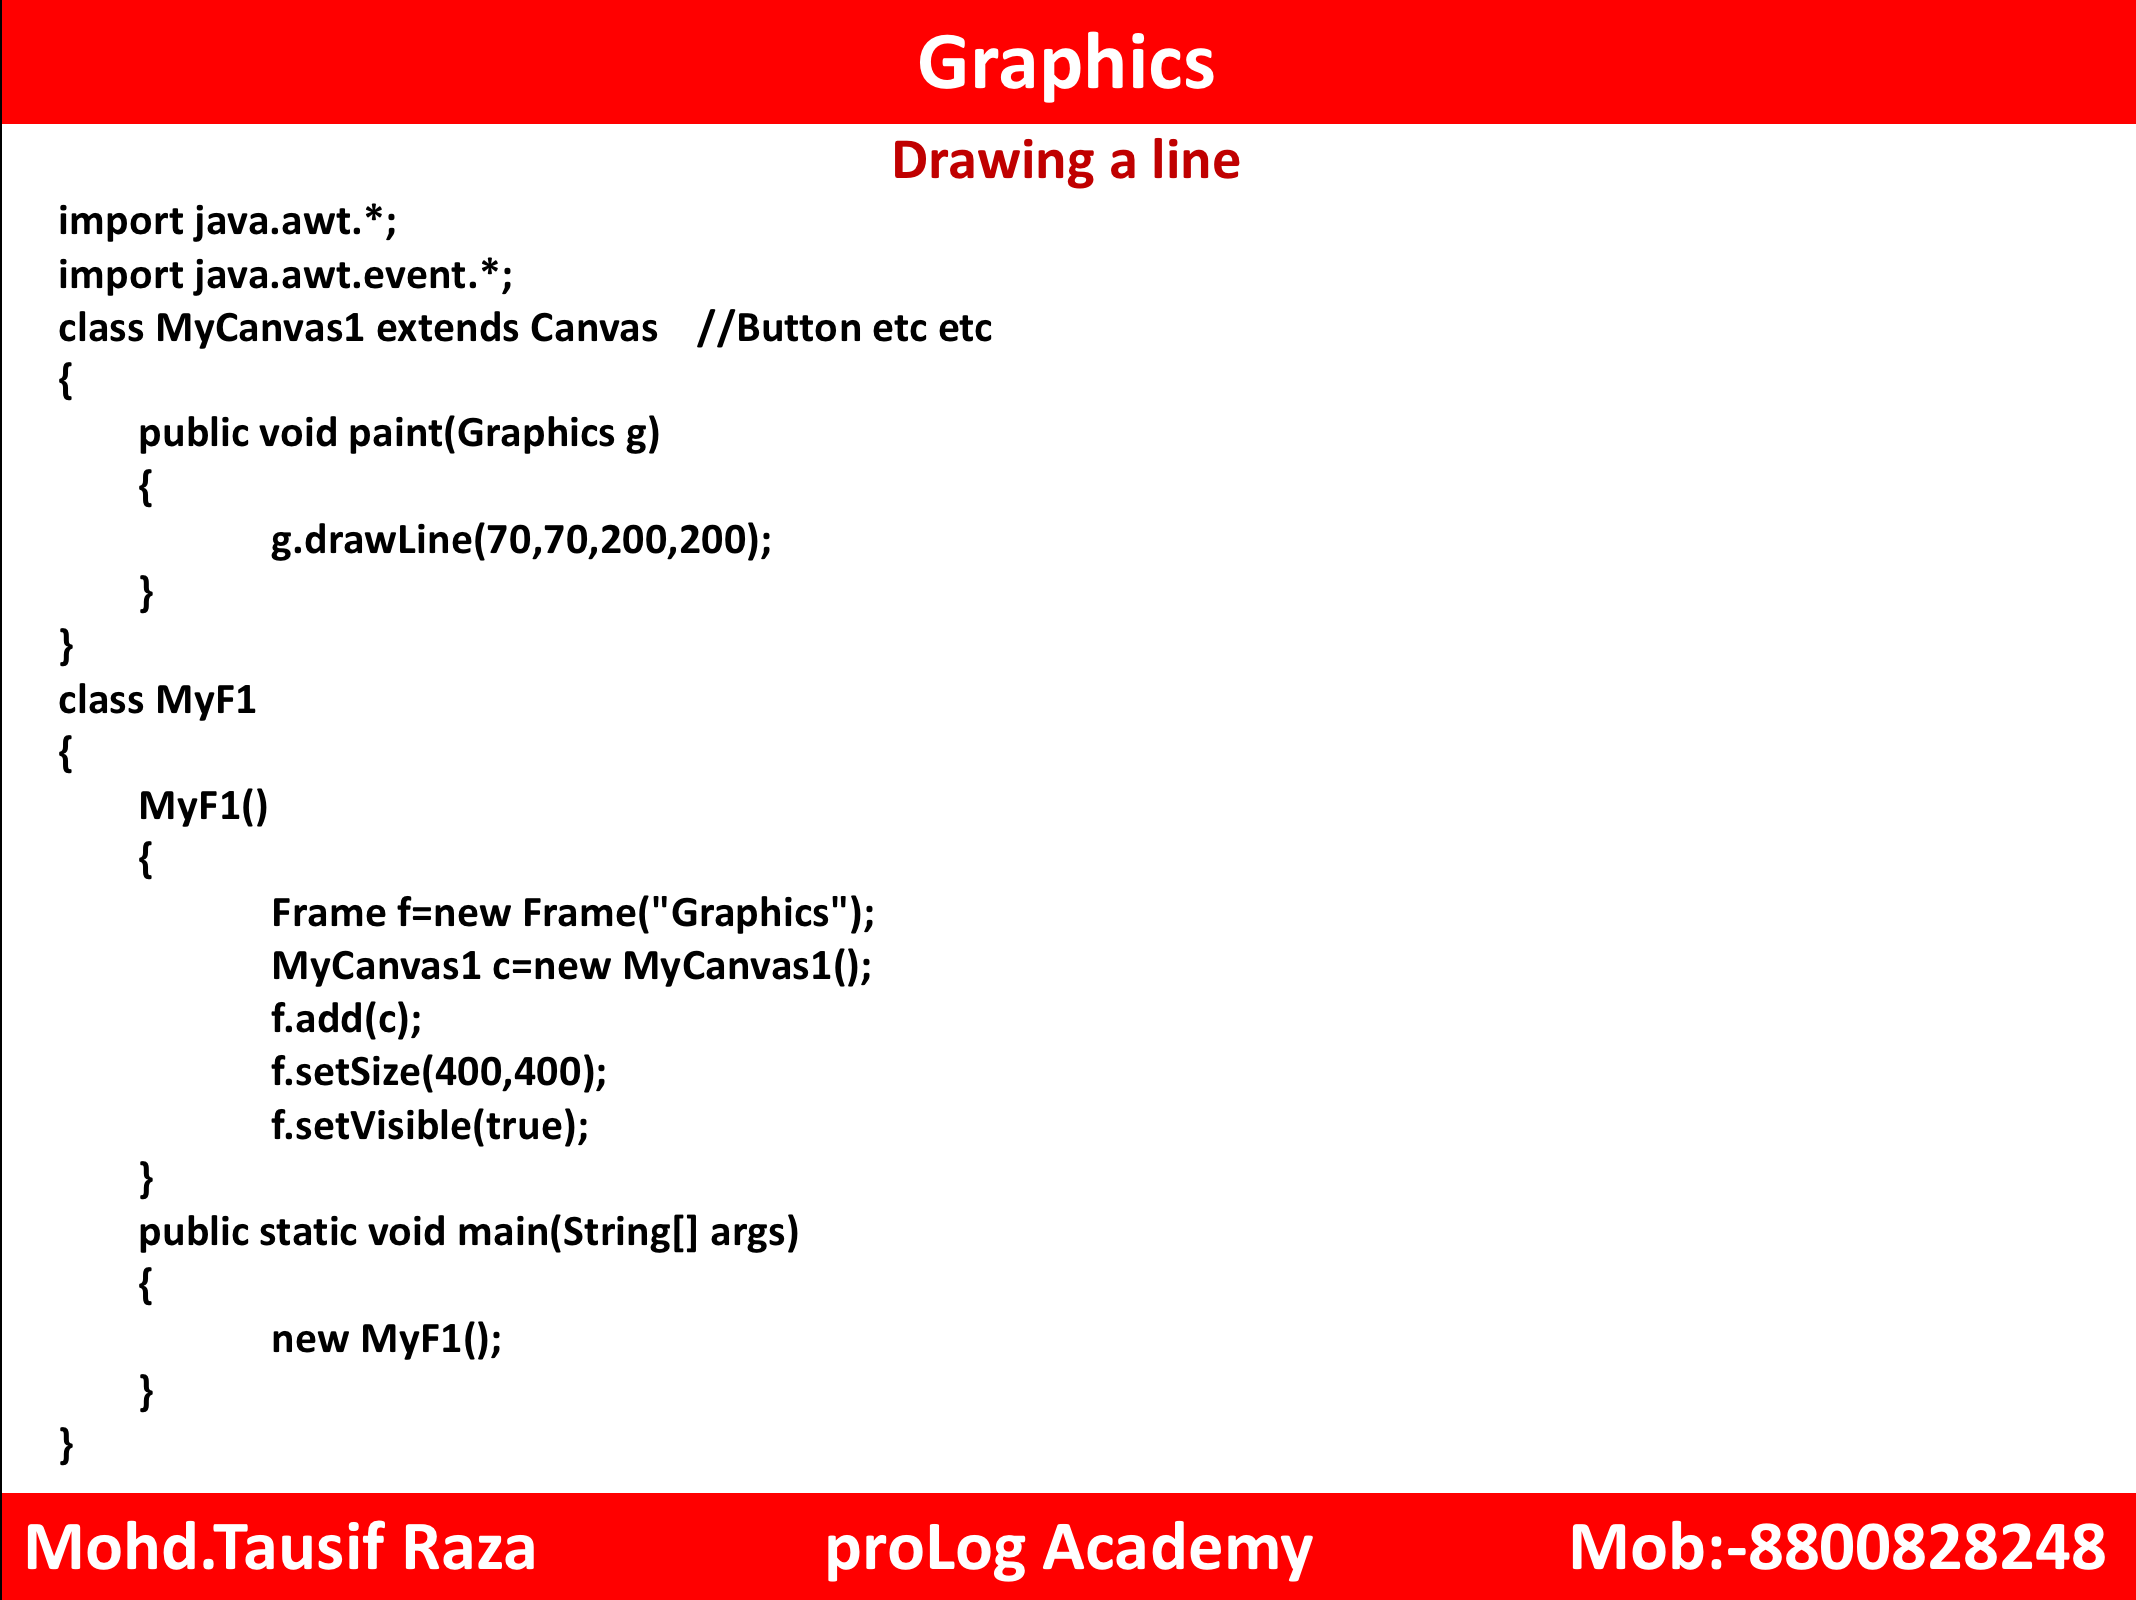 Graphics
Drawing a line
import java.awt.*;
import java.awt.event.*;
class MyCanvas1 extends Canvas    //Button etc etc
{
	public void paint(Graphics g)
	{
		g.drawLine(70,70,200,200);
	}
}
class MyF1
{
	MyF1()
	{
		Frame f=new Frame("Graphics");
		MyCanvas1 c=new MyCanvas1();
		f.add(c);
		f.setSize(400,400);
		f.setVisible(true);
	}
	public static void main(String[] args)
	{
		new MyF1();
	}
}
Mohd.Tausif Raza proLog Academy Mob:-8800828248